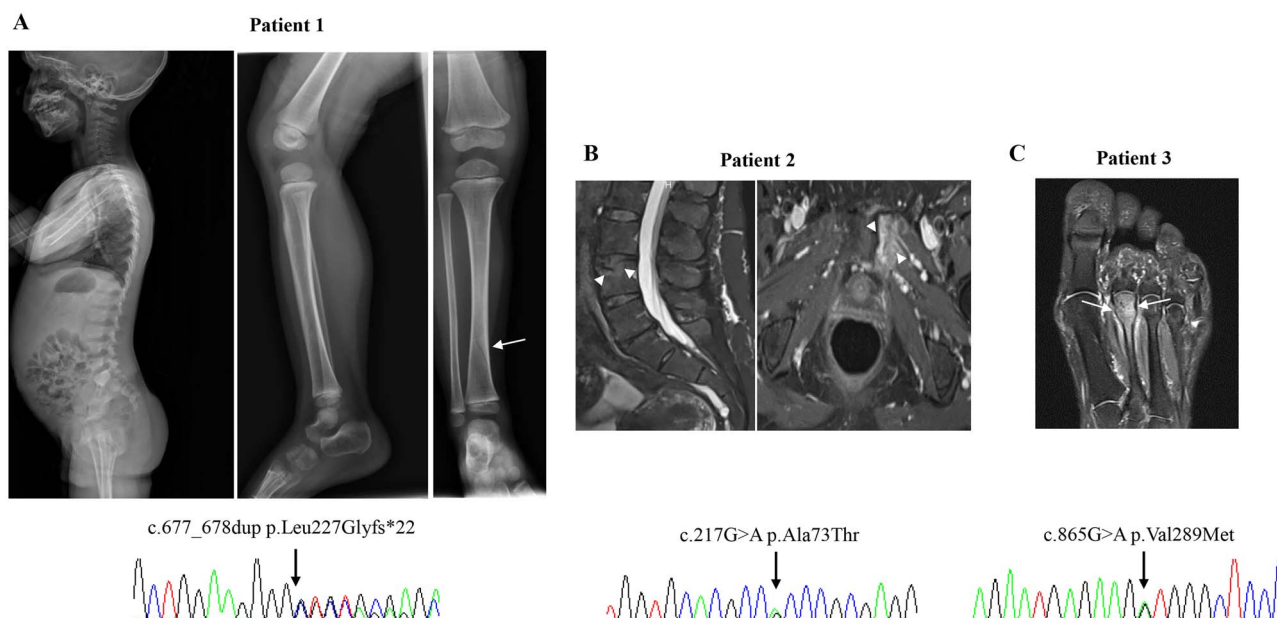 A
Patient 1
B
Patient 2
C
Patient 3
H
c.677_678dup p.Leu227Glyfs*22
c.217G>A p.Ala73Thr
c.865G>A p.Val289Met